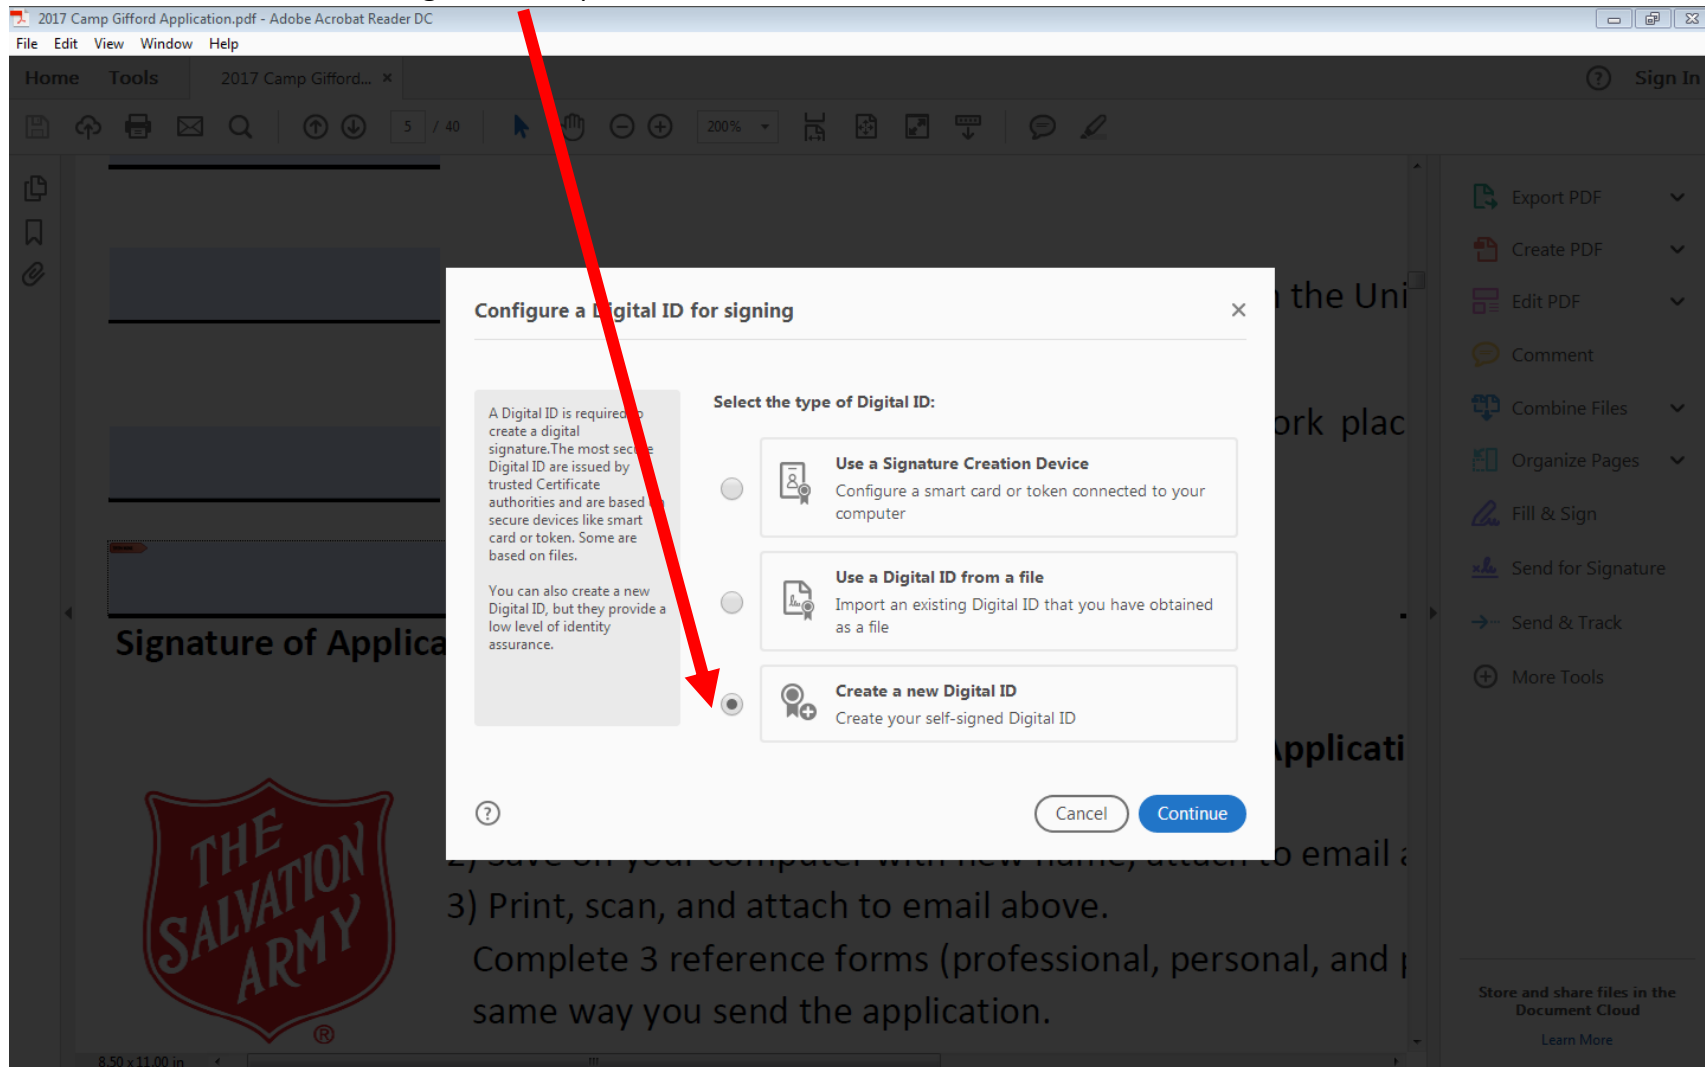 2017 Camp Gifford Application.pdf - Adobe Acrobat Reader DC
File Edit View Window Help
Home Tools 2017 Camp Gifford... × ? Sign In
5 / 40 200%
Export PDF
Create PDF
the Uni
Edit PDF
Configure a Digital ID for signing
Comment
A Digital ID is required to
create a digital
signature.The most secure
Digital ID are issued by
trusted Certificate
authorities and are based on
secure devices like smart
card or token. Some are
based on files.
You can also create a new
Digital ID, but they provide a
low level of identity
assurance.
Select the type of Digital ID:
Use a Signature Creation Device
Configure a smart card or token connected to your
computer
Use a Digital ID from a file
Import an existing Digital ID that you have obtained
as a file
Create a new Digital ID
Create your self-signed Digital ID
? Cancel Continue
ork plac
Combine Files
Organize Pages
Fill & Sign
Send for Signature
Send & Track
More Tools
Signature of Applica
Applicati
THE
SALVATION
ARMY
®
2) Save on your computer with new name, attach to email a
3) Print, scan, and attach to email above.
Complete 3 reference forms (professional, personal, and p
same way you send the application.
Store and share files in the
Document Cloud
Learn More
8.50 x 11.00 in